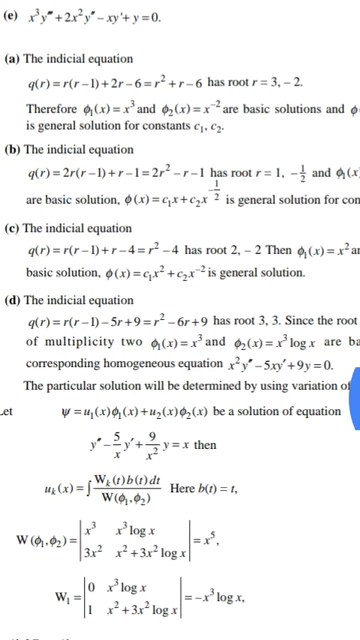 (e) x³y‴ + 2x²y″ − xy′ + y = 0.
(a) The indicial equation
q(r) = r(r−1) + 2r − 6 = r² + r − 6 has root r = 3, − 2.
Therefore ϕ₁(x) = x³ and ϕ₂(x) = x⁻² are basic solutions and ϕ
is general solution for constants c₁, c₂.
(b) The indicial equation
q(r) = 2r(r−1) + r − 1 = 2r² − r − 1 has root r = 1, −1/2 and ϕ₁(x
are basic solution, ϕ(x) = c₁x + c₂x^(−1/2) is general solution for con
(c) The indicial equation
q(r) = r(r−1) + r − 4 = r² − 4 has root 2, − 2 Then ϕ₁(x) = x² an
basic solution, ϕ(x) = c₁x² + c₂x⁻² is general solution.
(d) The indicial equation
q(r) = r(r−1) − 5r + 9 = r² − 6r + 9 has root 3, 3. Since the root
of multiplicity two ϕ₁(x) = x³ and ϕ₂(x) = x³ log x are ba
corresponding homogeneous equation x²y″ − 5xy′ + 9y = 0.
The particular solution will be determined by using variation of
Let ψ = u₁(x)ϕ₁(x) + u₂(x)ϕ₂(x) be a solution of equation
y″ − 5/x y′ + 9/x² y = x then
uₖ(x) = ∫ Wₖ(t)b(t)dt / W(ϕ₁,ϕ₂) Here b(t) = t,
W(ϕ₁,ϕ₂) = | x³ x³ log x |
| 3x² x² + 3x² log x | = x⁵,
W₁ = | 0 x³ log x |
| 1 x² + 3x² log x | = −x³ log x,